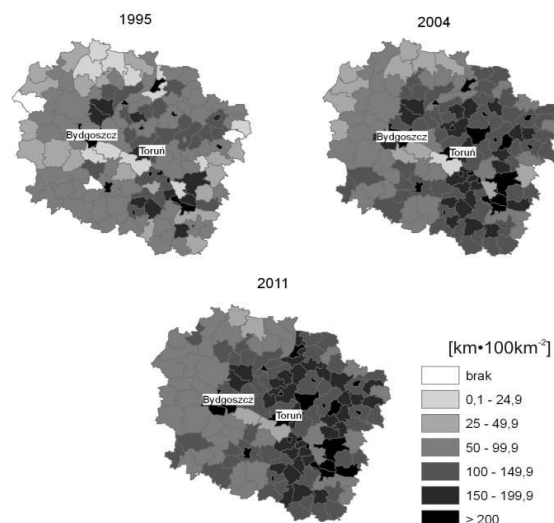 1995
2004
Bydgoszcz
Toruń
Bydgoszcz
Toruń
2011
[km•100km⁻²]
brak
0,1 - 24,9
25 - 49,9
50 - 99,9
100 - 149,9
150 - 199,9
> 200
Bydgoszcz
Toruń